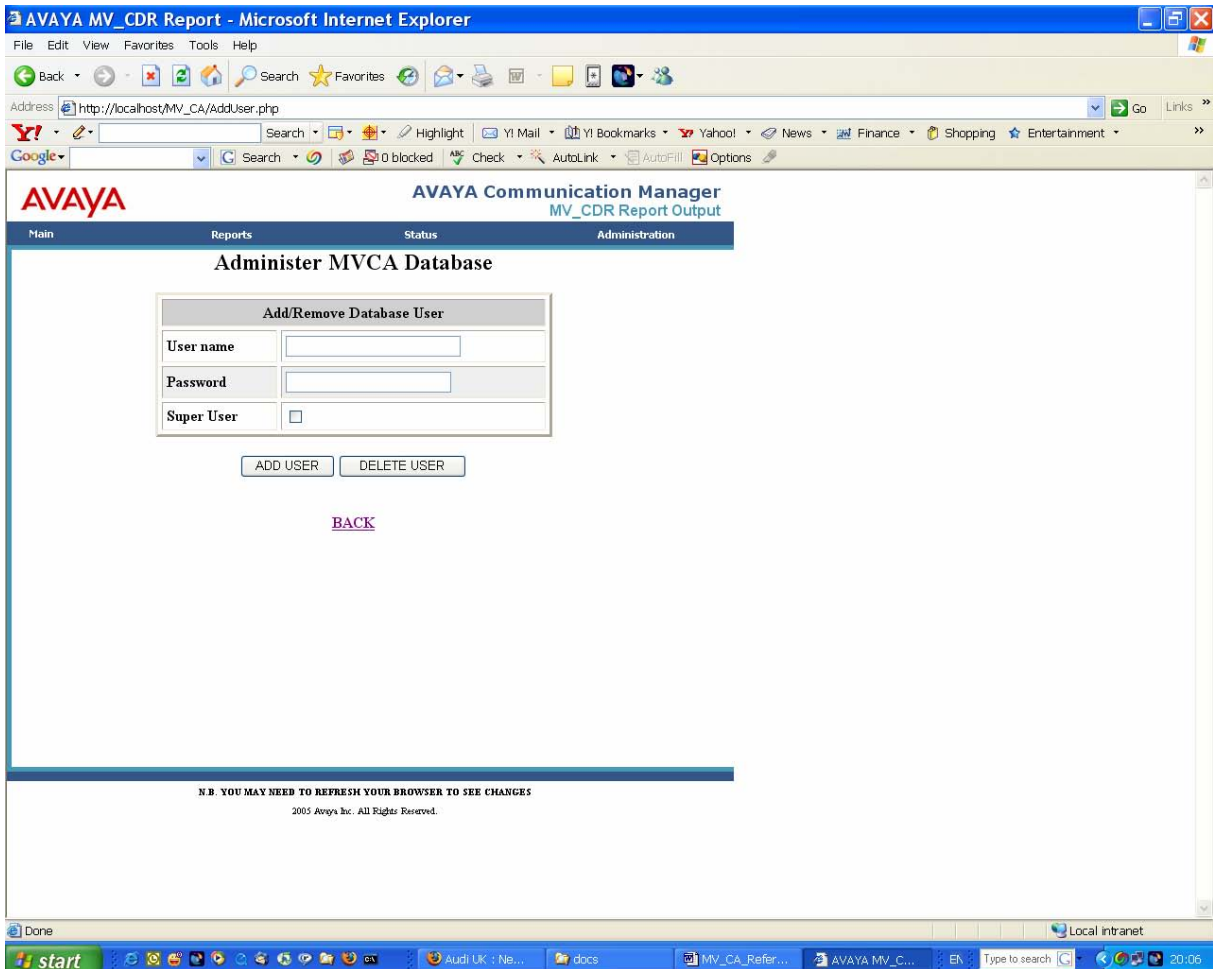 AVAYA MV_CDR Report - Microsoft Internet Explorer
File Edit View Favorites Tools Help
Back Search Favorites
Address http://localhost/MV_CA/AddUser.php Go Links »
Y! Search Highlight Y! Mail Y! Bookmarks Yahoo! News Finance Shopping Entertainment »
Google G Search 0 blocked ABC Check AutoLink AutoFill Options
AVAYA
AVAYA Communication Manager
MV_CDR Report Output
Main Reports Status Administration
Administer MVCA Database
Add/Remove Database User
User name
Password
Super User
ADD USER DELETE USER
BACK
N.B. YOU MAY NEED TO REFRESH YOUR BROWSER TO SEE CHANGES
2005 Avaya Inc. All Rights Reserved.
Done Local intranet
start Audi UK : Ne... docs MV_CA_Refer... AVAYA MV_C... EN Type to search 20:06